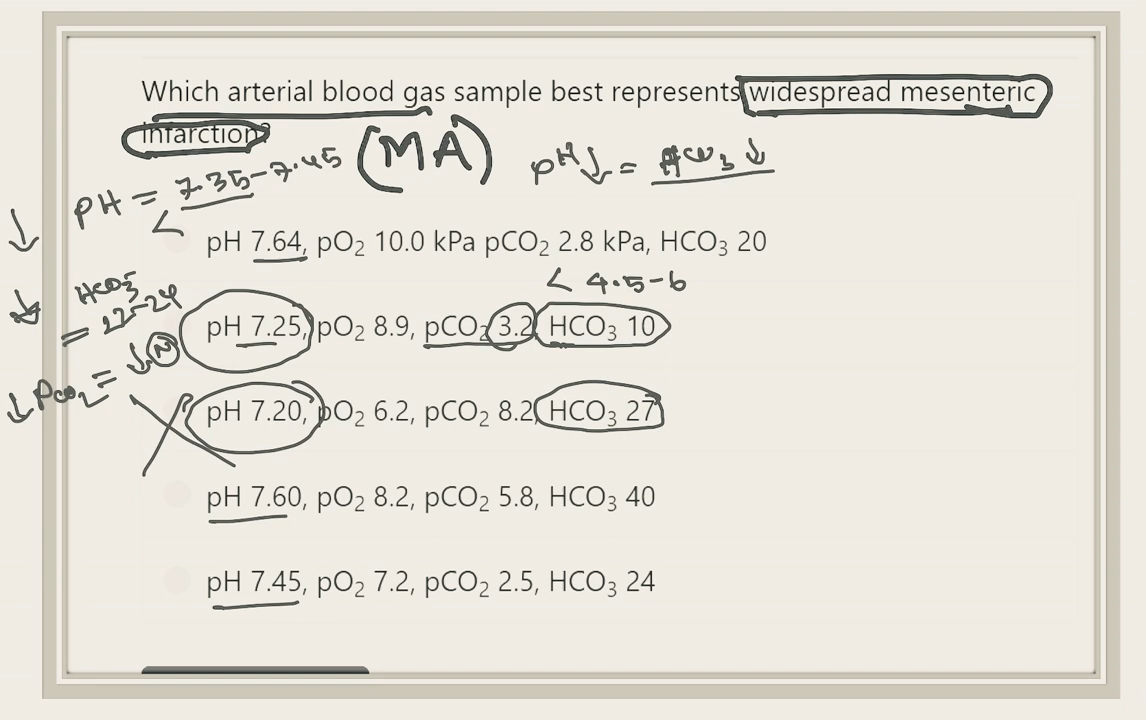 Which arterial blood gas sample best represents widespread mesenteric
infarction?
(MA)
pH↓ = HCO3 ↓
PH = 7.35-7.45
<
↓
pH 7.64, pO₂ 10.0 kPa pCO₂ 2.8 kPa, HCO₃ 20
< 4.5-6
HCO3
↓ = 22-24
pH 7.25, pO₂ 8.9, pCO₂ 3.2, HCO₃ 10
↓ Pco2 = ↓ N
pH 7.20, pO₂ 6.2, pCO₂ 8.2, HCO₃ 27
pH 7.60, pO₂ 8.2, pCO₂ 5.8, HCO₃ 40
pH 7.45, pO₂ 7.2, pCO₂ 2.5, HCO₃ 24